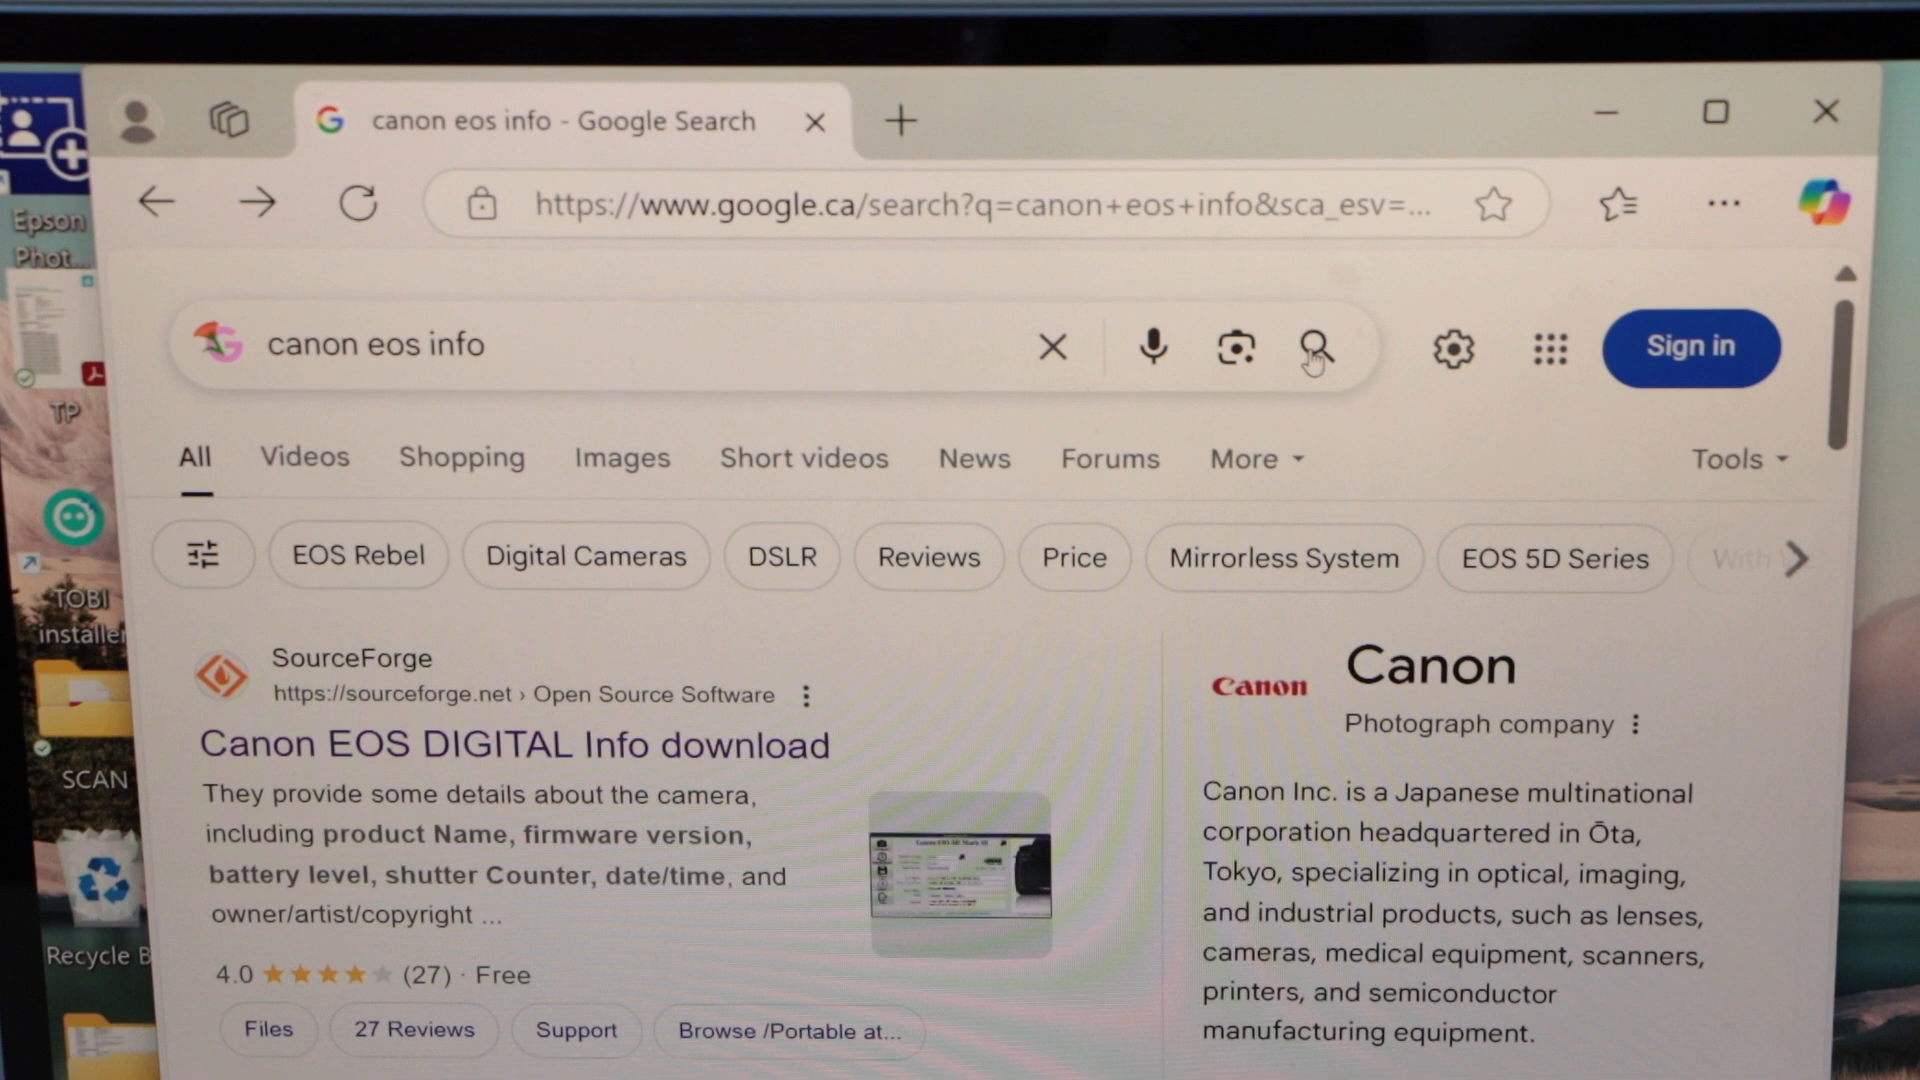 canon eos info - Google Search
https://www.google.ca/search?q=canon+eos+info&sca_esv=...
Epson
Phot...
canon eos info
Sign in
TP
All Videos Shopping Images Short videos News Forums More Tools
EOS Rebel Digital Cameras DSLR Reviews Price Mirrorless System EOS 5D Series With
TOBI
installer
SourceForge
https://sourceforge.net › Open Source Software
Canon EOS DIGITAL Info download
They provide some details about the camera,
including product Name, firmware version,
battery level, shutter Counter, date/time, and
owner/artist/copyright ...
4.0 (27) · Free
Files 27 Reviews Support Browse /Portable at...
Canon
Canon
Photograph company
Canon Inc. is a Japanese multinational
corporation headquartered in Ōta,
Tokyo, specializing in optical, imaging,
and industrial products, such as lenses,
cameras, medical equipment, scanners,
printers, and semiconductor
manufacturing equipment.
SCAN
Recycle B